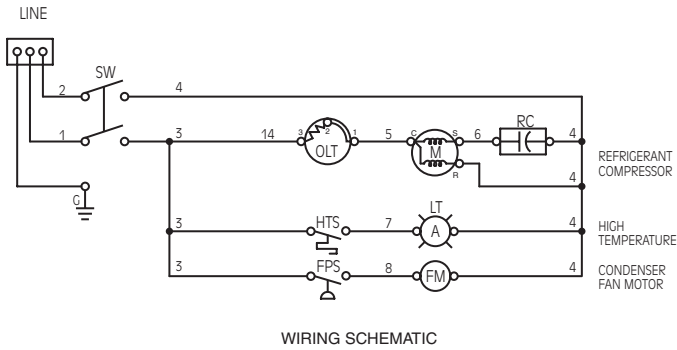 LINE
SW
2
4
1
3
14
3
2
1
OLT
5
C
S
R
M
6
RC
4
REFRIGERANT
COMPRESSOR
4
G
3
HTS
7
LT
A
4
HIGH
TEMPERATURE
3
FPS
8
FM
4
CONDENSER
FAN MOTOR
WIRING SCHEMATIC